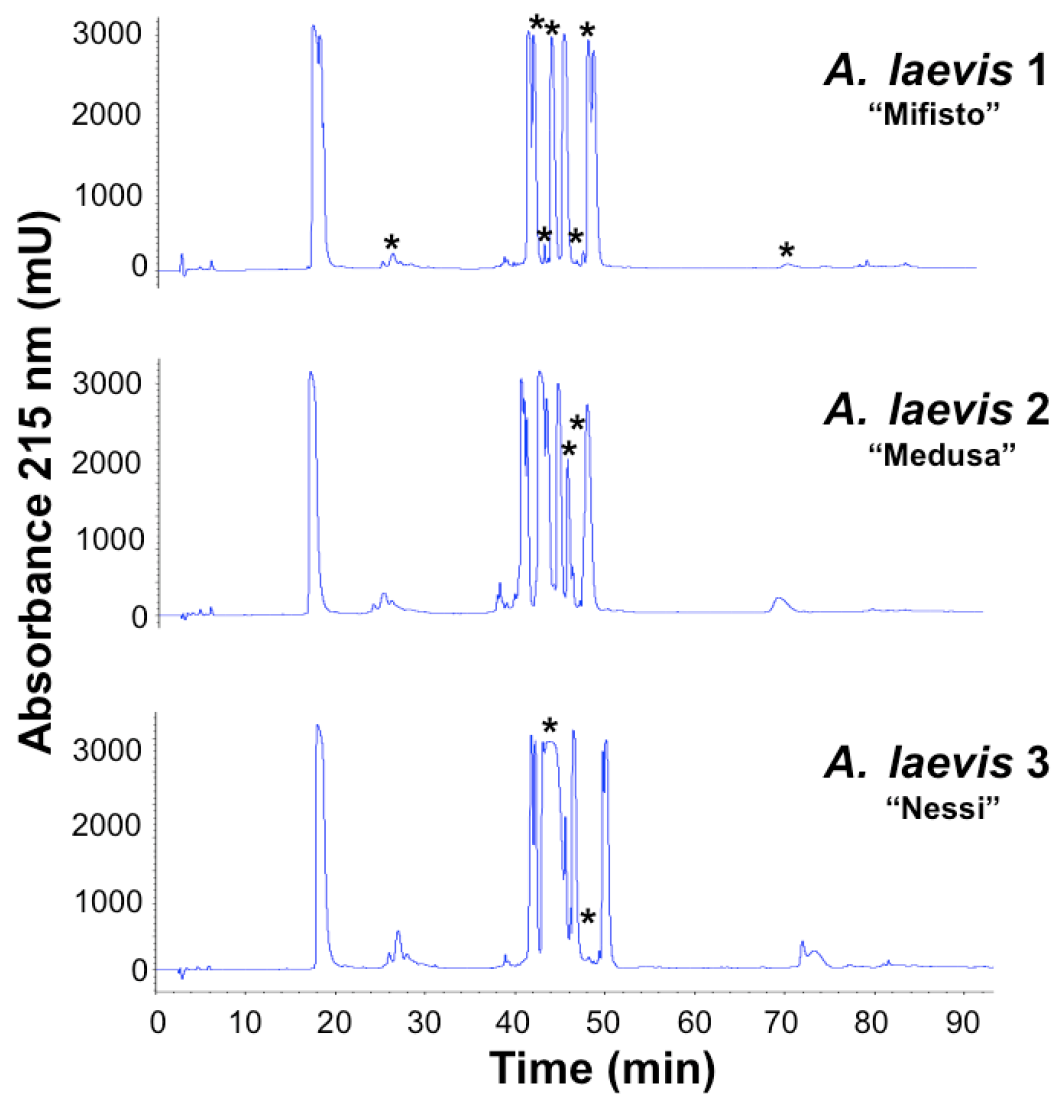 Absorbance 215 nm (mU)
3000
2000
1000
0
* * *
* * * *
A. laevis 1
“Mifisto”
3000
2000
1000
0
*
*
A. laevis 2
“Medusa”
3000
2000
1000
0
*
*
A. laevis 3
“Nessi”
0 10 20 30 40 50 60 70 80 90
Time (min)